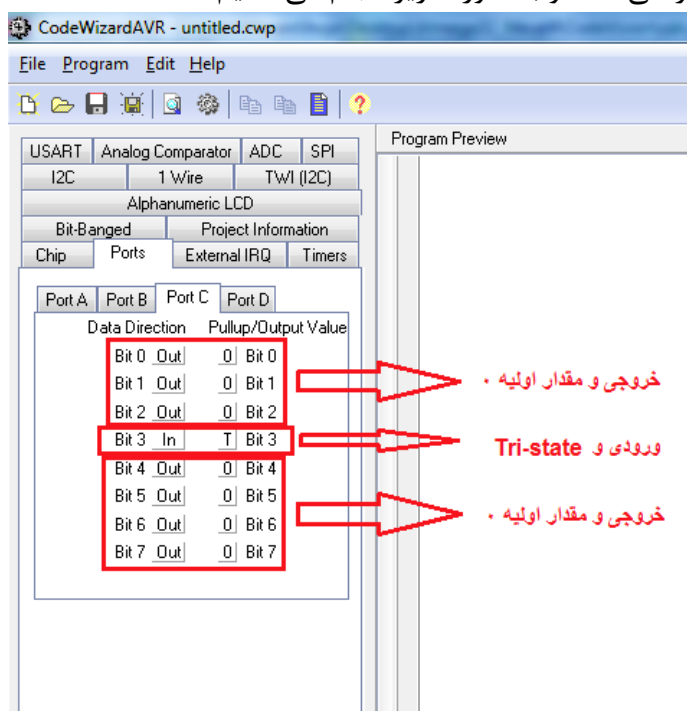 CodeWizardAVR - untitled.cwp
File Program Edit Help
Program Preview
USART Analog Comparator ADC SPI
I2C 1 Wire TWI (I2C)
Alphanumeric LCD
Bit-Banged Project Information
Chip Ports External IRQ Timers
Port A Port B Port C Port D
Data Direction Pullup/Output Value
Bit 0 Out 0 Bit 0
Bit 1 Out 0 Bit 1
Bit 2 Out 0 Bit 2
خروجی و مقدار اولیه ۰
Bit 3 In T Bit 3
ورودی و Tri-state
Bit 4 Out 0 Bit 4
Bit 5 Out 0 Bit 5
Bit 6 Out 0 Bit 6
Bit 7 Out 0 Bit 7
خروجی و مقدار اولیه ۰